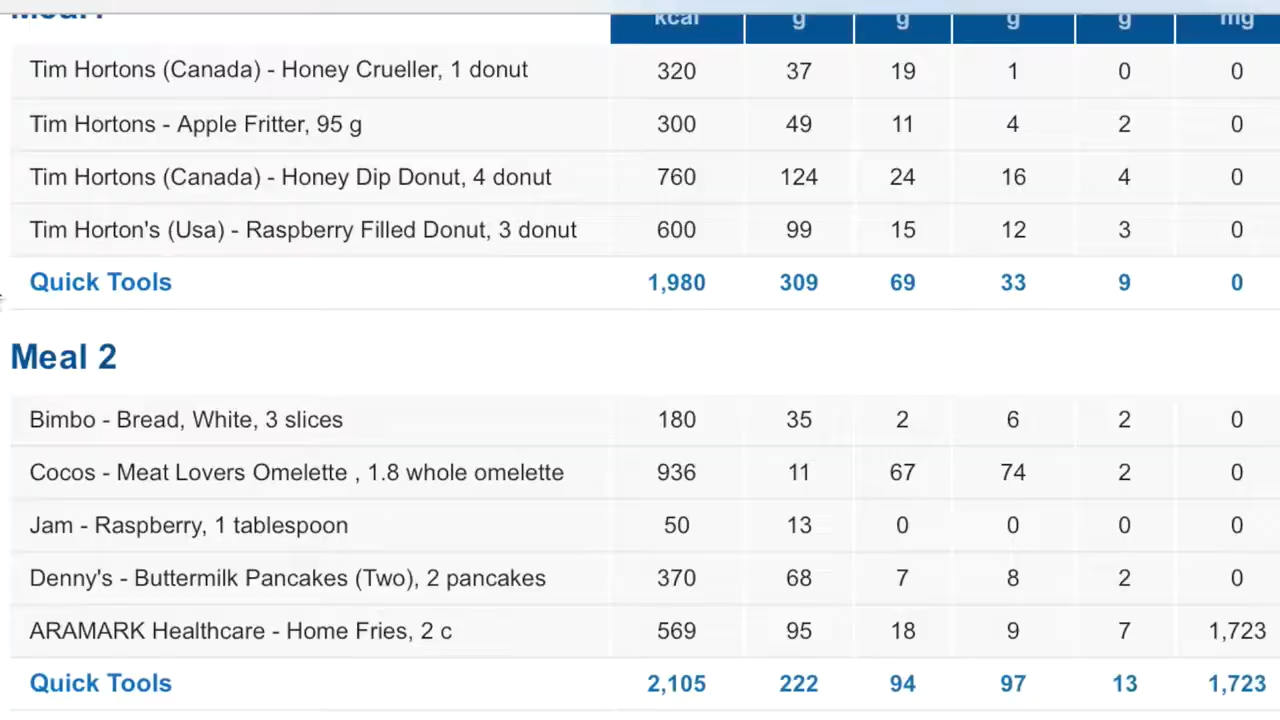 Meal 1 kcal g g g g mg
Tim Hortons (Canada) - Honey Crueller, 1 donut 320 37 19 1 0 0
Tim Hortons - Apple Fritter, 95 g 300 49 11 4 2 0
Tim Hortons (Canada) - Honey Dip Donut, 4 donut 760 124 24 16 4 0
Tim Horton's (Usa) - Raspberry Filled Donut, 3 donut 600 99 15 12 3 0
Quick Tools 1,980 309 69 33 9 0
Meal 2
Bimbo - Bread, White, 3 slices 180 35 2 6 2 0
Cocos - Meat Lovers Omelette , 1.8 whole omelette 936 11 67 74 2 0
Jam - Raspberry, 1 tablespoon 50 13 0 0 0 0
Denny's - Buttermilk Pancakes (Two), 2 pancakes 370 68 7 8 2 0
ARAMARK Healthcare - Home Fries, 2 c 569 95 18 9 7 1,723
Quick Tools 2,105 222 94 97 13 1,723